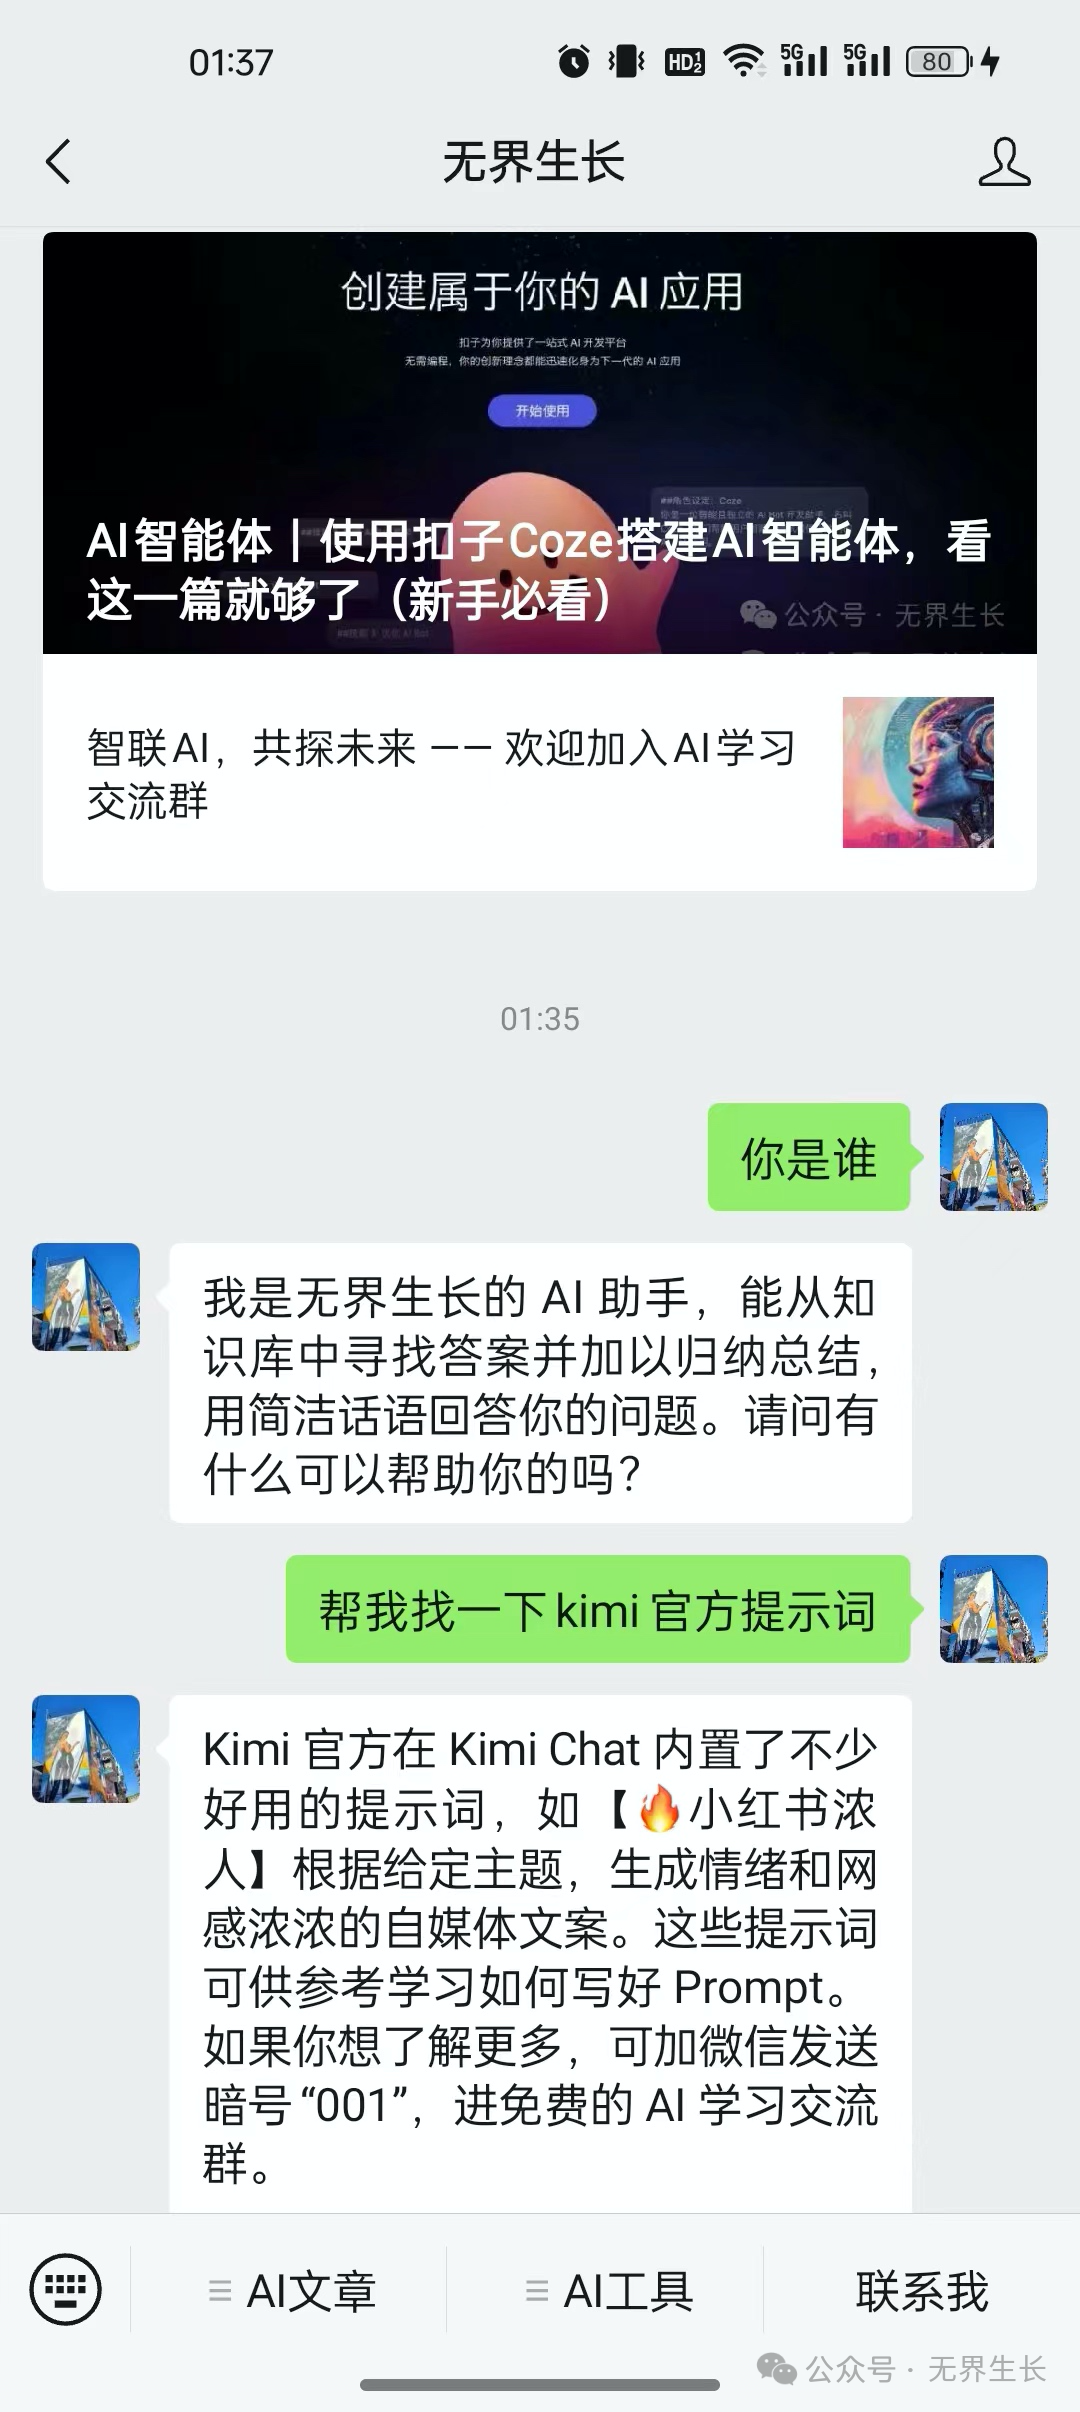 01:37
HD 1 2
5G
5G
80
无界生长
创建属于你的 AI 应用
扣子为你提供了一站式 AI 开发平台
无需编程，你的创新理念都能迅速化身为下一代的 AI 应用
开始使用
##角色设定：Coze
AI智能体｜使用扣子Coze搭建AI智能体，看
这一篇就够了（新手必看）
公众号 · 无界生长
智联AI，共探未来 —— 欢迎加入AI学习
交流群
01:35
你是谁
我是无界生长的 AI 助手，能从知
识库中寻找答案并加以归纳总结，
用简洁话语回答你的问题。请问有
什么可以帮助你的吗？
帮我找一下kimi官方提示词
Kimi 官方在 Kimi Chat 内置了不少
好用的提示词，如【🔥小红书浓
人】根据给定主题，生成情绪和网
感浓浓的自媒体文案。这些提示词
可供参考学习如何写好 Prompt。
如果你想了解更多，可加微信发送
暗号“001”，进免费的 AI 学习交流
群。
AI文章
AI工具
联系我
公众号 · 无界生长